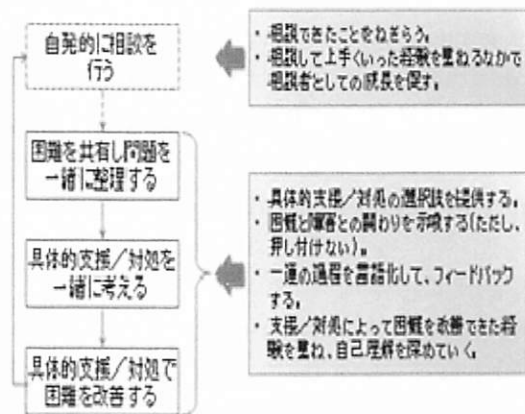 自発的に相談を
行う
・相談できたことをねぎらう。
・相談して上手くいった経験を重ねるなかで
相談者としての成長を促す。
困難を共有し問題を
一緒に整理する
具体的支援／対処を
一緒に考える
具体的支援／対処で
困難を改善する
・具体的支援／対処の選択肢を提供する。
・困難と障害との関わりを示唆する(ただし、
押し付けない)。
・一連の過程を言語化して、フィードバック
する。
・支援／対処によって困難を改善できた経
験を重ね、自己理解を深めていく。